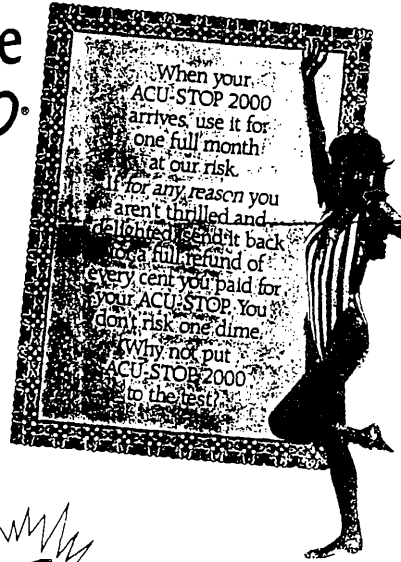 e
When your
ACU-STOP 2000
arrives, use it for
one full month
at our risk.
If for any reason you
aren't thrilled and
delighted, send it back
for a full refund of
every cent you paid for
your ACU-STOP. You
don't risk one dime.
(Why not put
ACU-STOP 2000
to the test?